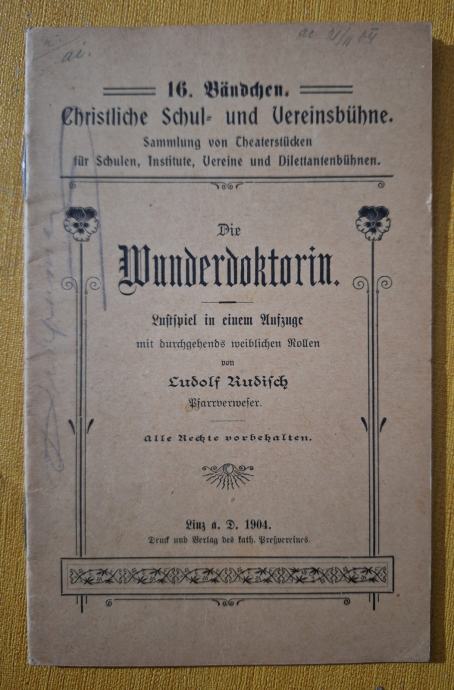 ai.
16. Bändchen.
Christliche Schul- und Vereinsbühne.
Sammlung von Theaterstücken
für Schulen, Institute, Vereine und Dilettantenbühnen.
Die
Wunderdoktorin.
Lustspiel in einem Aufzuge
mit durchgehends weiblichen Rollen
von
Ludolf Rudisch
Pfarrverweser.
Alle Rechte vorbehalten.
Linz a. D. 1904.
Druck und Verlag des kath. Preßvereines.